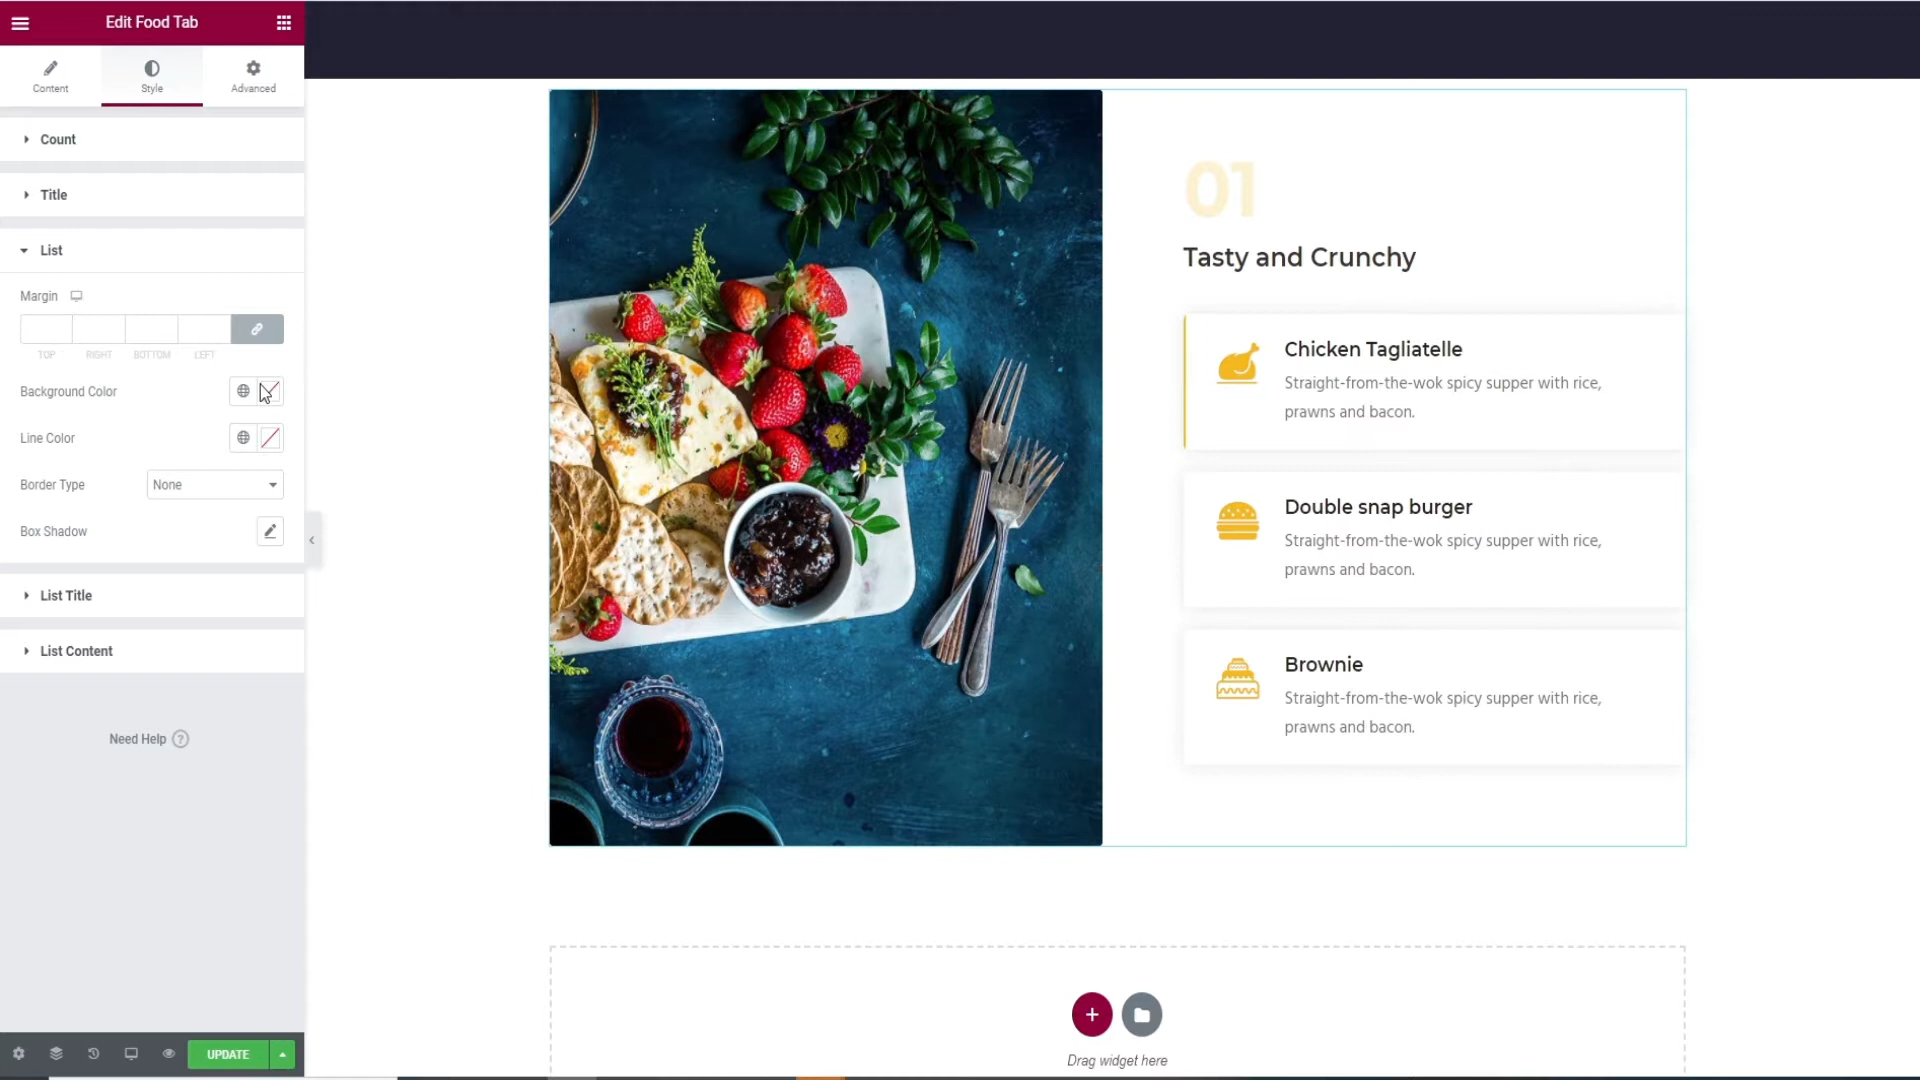 Edit Food Tab
Content
Style
Advanced
Count
Title
List
Margin
TOP RIGHT BOTTOM LEFT
Background Color
Line Color
Border Type
None
Box Shadow
List Title
List Content
Need Help ?
UPDATE
01
Tasty and Crunchy
Chicken Tagliatelle
Straight-from-the-wok spicy supper with rice,
prawns and bacon.
Double snap burger
Straight-from-the-wok spicy supper with rice,
prawns and bacon.
Brownie
Straight-from-the-wok spicy supper with rice,
prawns and bacon.
Drag widget here